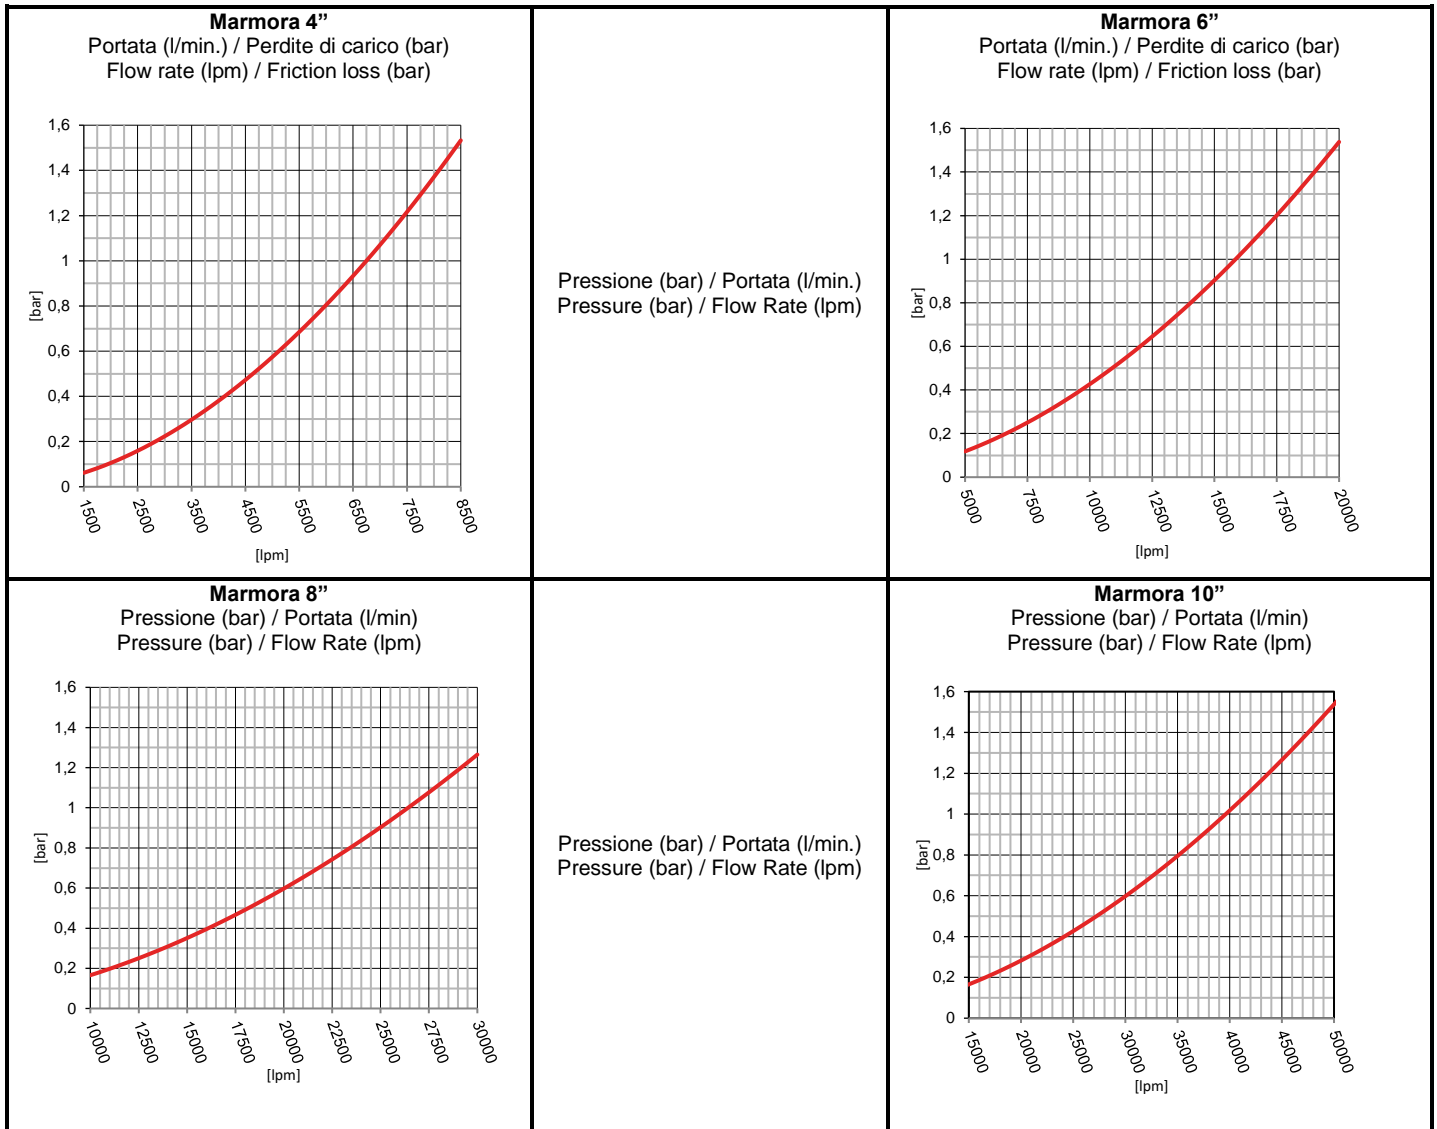 Marmora 4”
Portata (l/min.) / Perdite di carico (bar)
Flow rate (lpm) / Friction loss (bar)
1,6
1,4
1,2
1
0,8
0,6
0,4
0,2
0
[bar]
1500
2500
3500
4500
5500
6500
7500
8500
[lpm]
Pressione (bar) / Portata (l/min.)
Pressure (bar) / Flow Rate (lpm)
Marmora 6”
Portata (l/min.) / Perdite di carico (bar)
Flow rate (lpm) / Friction loss (bar)
1,6
1,4
1,2
1
0,8
0,6
0,4
0,2
0
[bar]
5000
7500
10000
12500
15000
17500
20000
[lpm]
Marmora 8”
Pressione (bar) / Portata (l/min)
Pressure (bar) / Flow Rate (lpm)
1,6
1,4
1,2
1
0,8
0,6
0,4
0,2
0
[bar]
10000
12500
15000
17500
20000
22500
25000
27500
30000
[lpm]
Pressione (bar) / Portata (l/min.)
Pressure (bar) / Flow Rate (lpm)
Marmora 10”
Pressione (bar) / Portata (l/min)
Pressure (bar) / Flow Rate (lpm)
1,6
1,4
1,2
1
0,8
0,6
0,4
0,2
0
[bar]
15000
20000
25000
30000
35000
40000
45000
50000
[lpm]